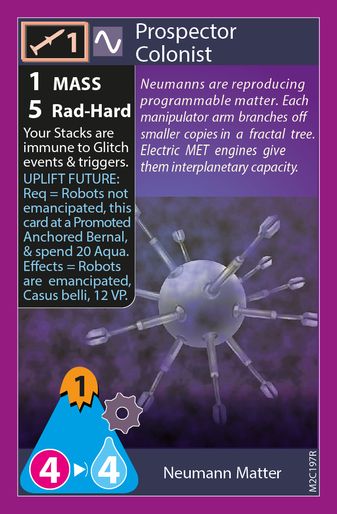 1
Prospector
Colonist
1 MASS
5 Rad-Hard
Your Stacks are
immune to Glitch
events & triggers.
UPLIFT FUTURE:
Req = Robots not
emancipated, this
card at a Promoted
Anchored Bernal,
& spend 20 Aqua.
Effects = Robots
are emancipated,
Casus belli, 12 VP.
Neumanns are reproducing
programmable matter. Each
manipulator arm branches off
smaller copies in a fractal tree.
Electric MET engines give
them interplanetary capacity.
1
4 4
Neumann Matter
M2C197R